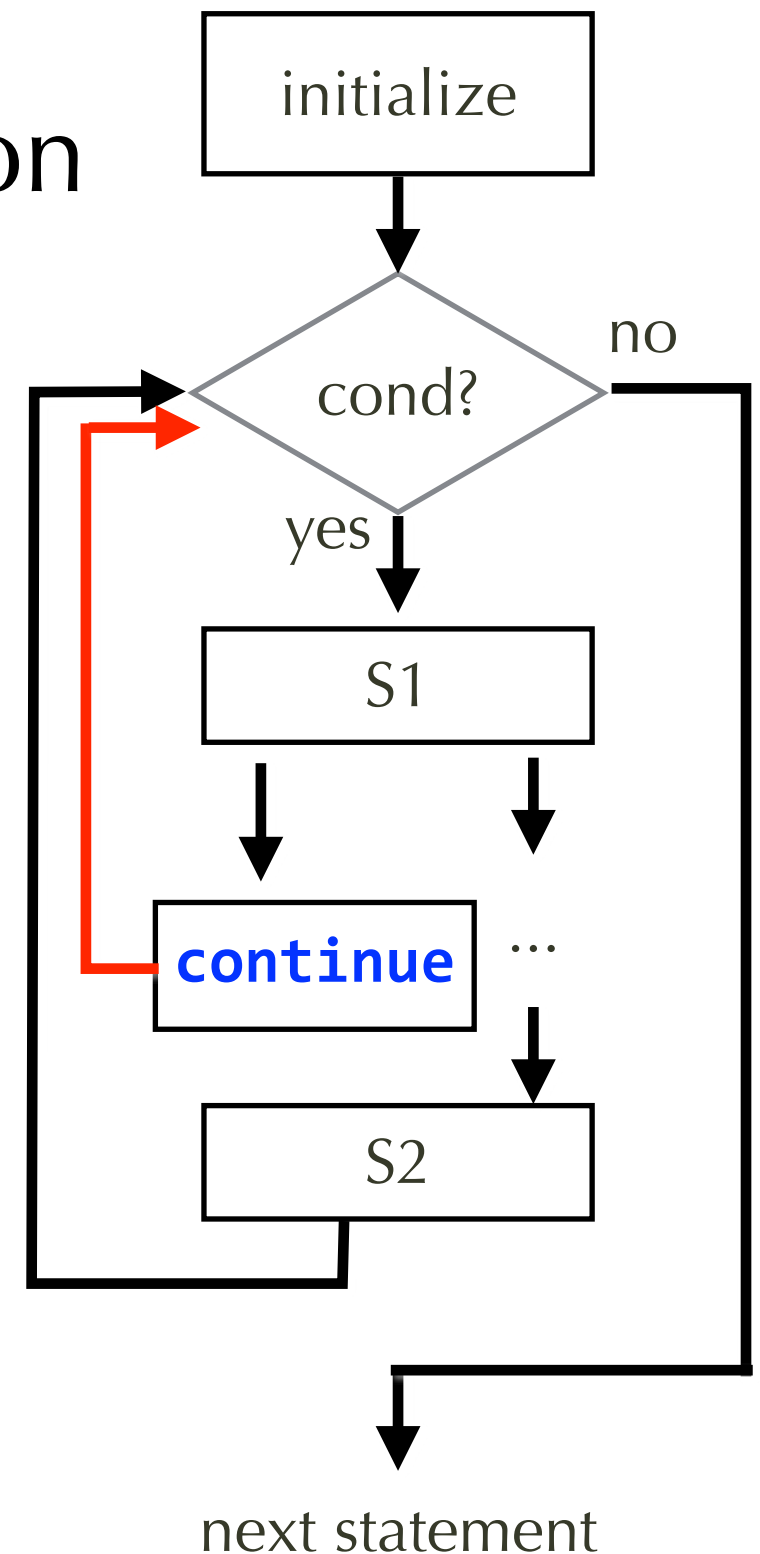 initialize
on
no
cond?
yes
S1
continue
...
S2
next statement